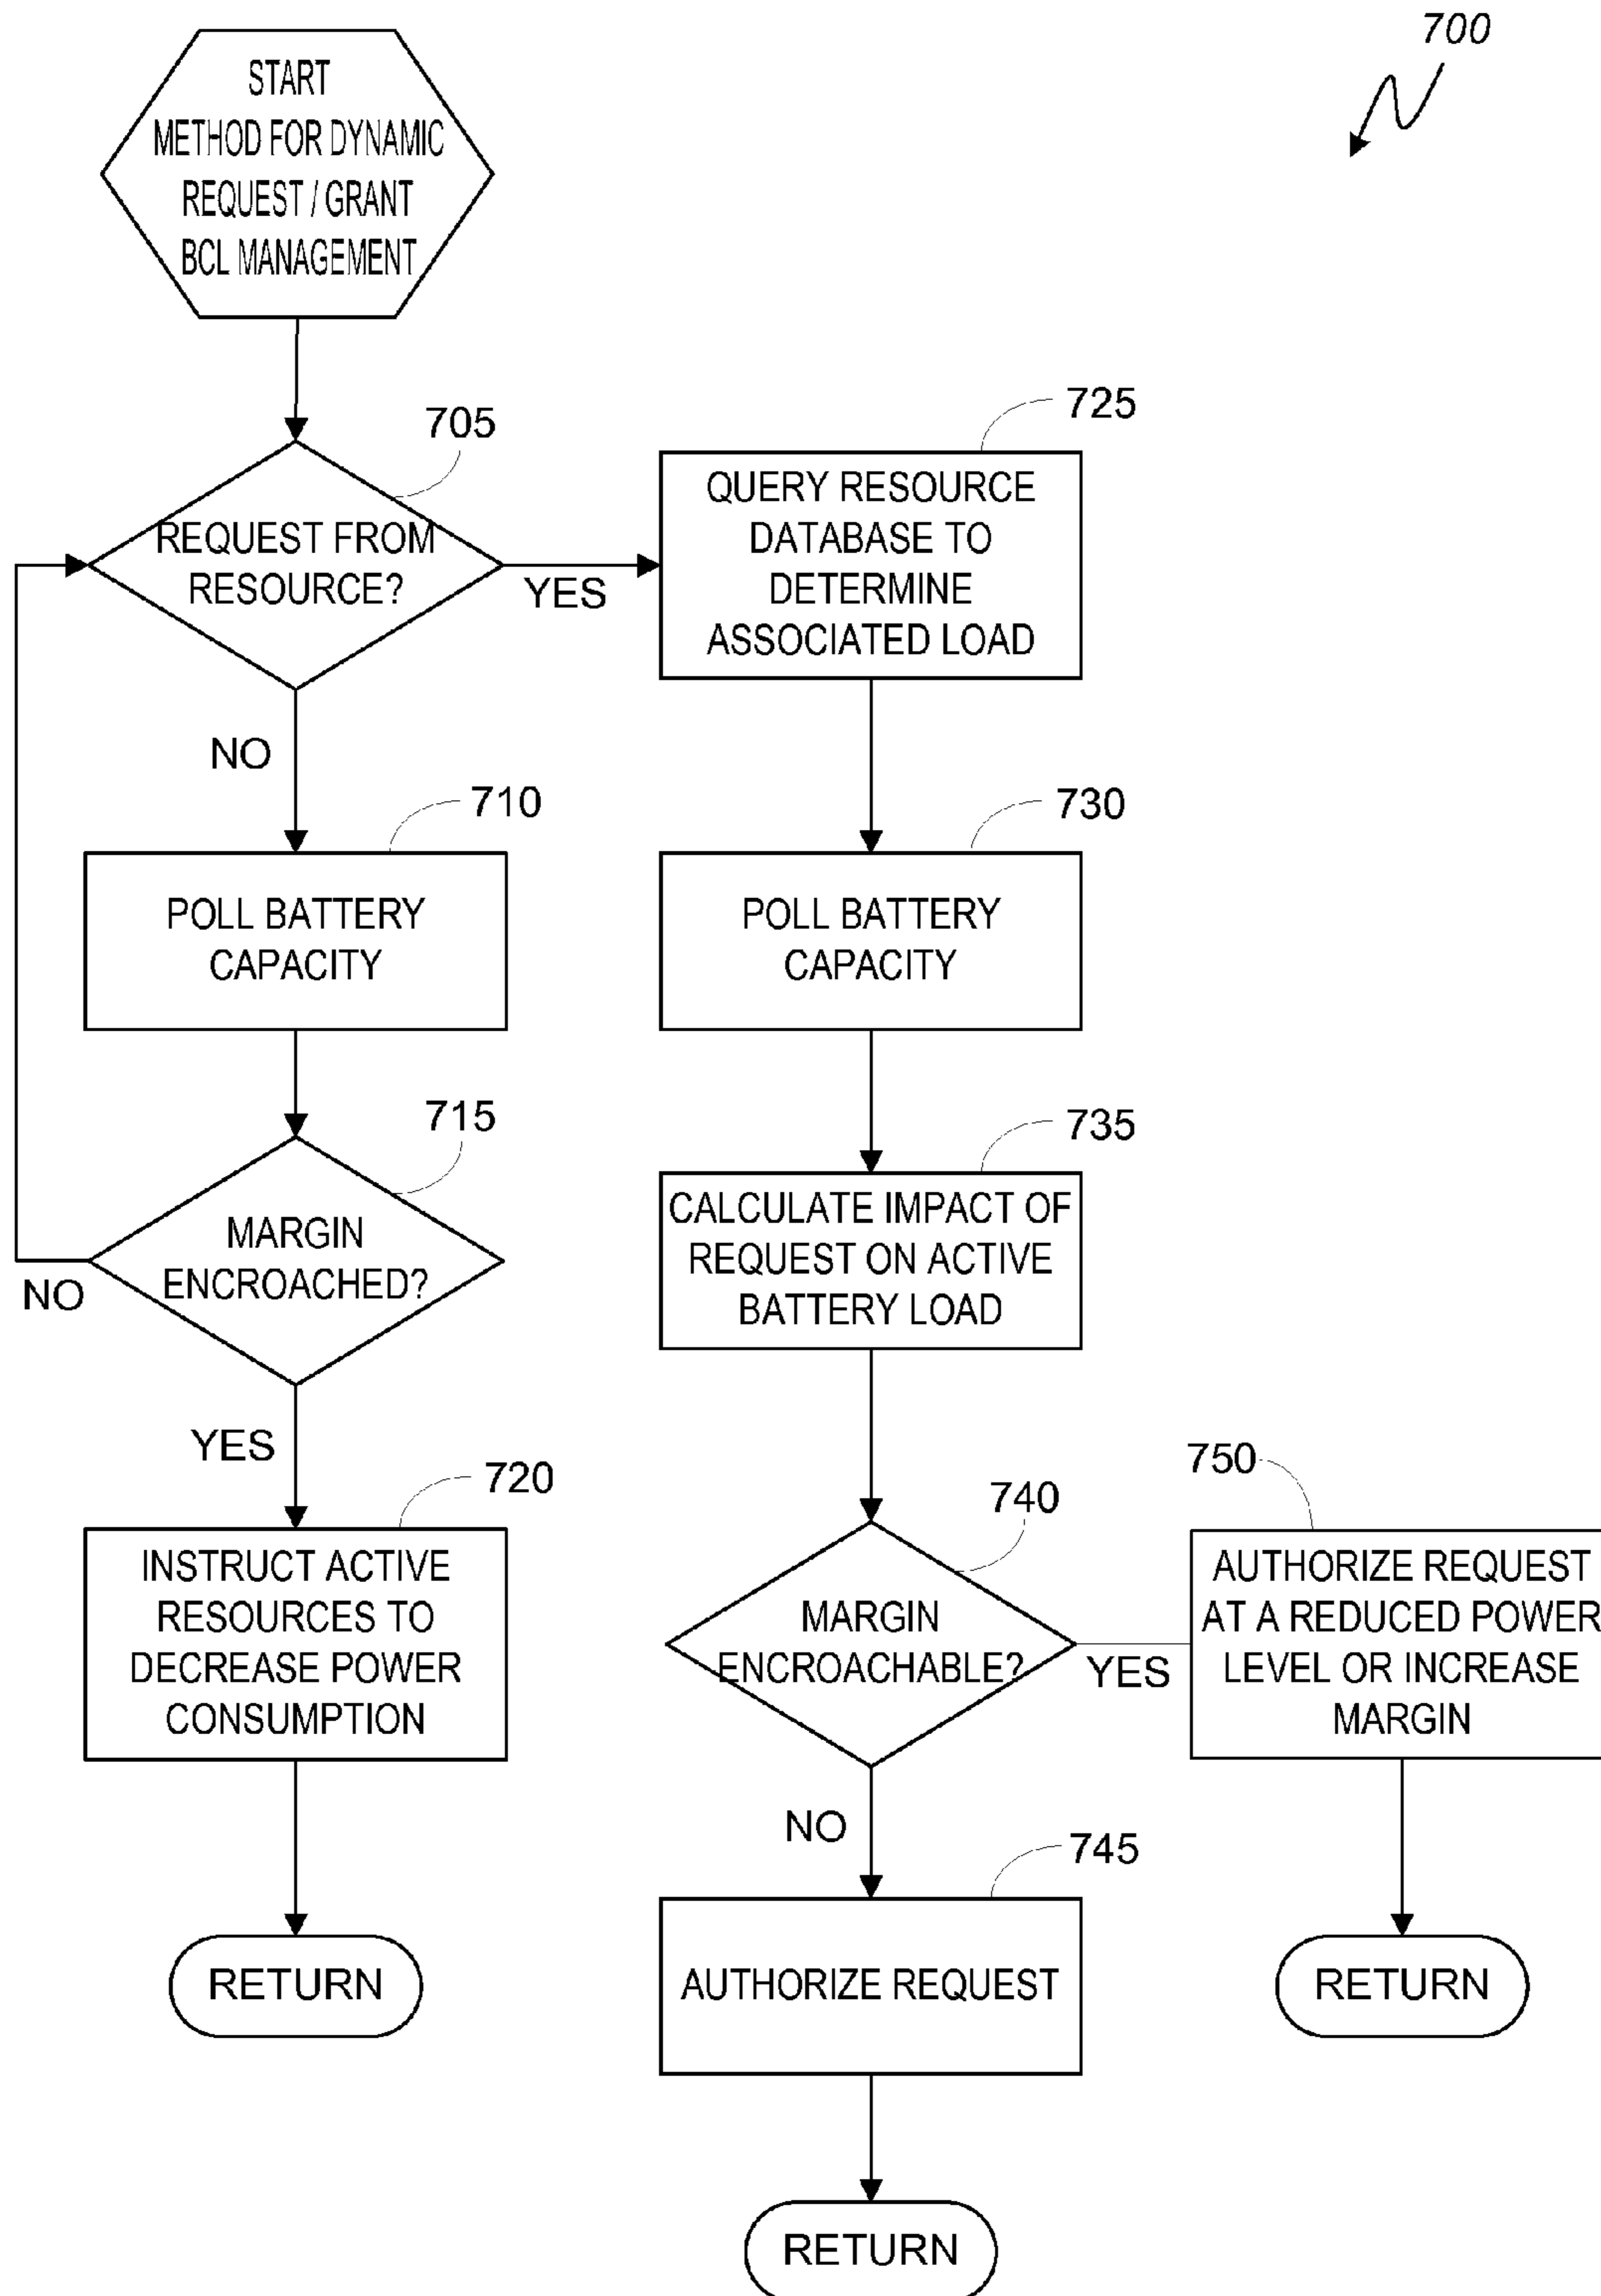 700
START
METHOD FOR DYNAMIC
REQUEST / GRANT
BCL MANAGEMENT
705
REQUEST FROM
RESOURCE?
YES
NO
725
QUERY RESOURCE
DATABASE TO
DETERMINE
ASSOCIATED LOAD
710
POLL BATTERY
CAPACITY
730
POLL BATTERY
CAPACITY
715
MARGIN
ENCROACHED?
NO
YES
735
CALCULATE IMPACT OF
REQUEST ON ACTIVE
BATTERY LOAD
720
INSTRUCT ACTIVE
RESOURCES TO
DECREASE POWER
CONSUMPTION
RETURN
740
MARGIN
ENCROACHABLE?
YES
NO
750
AUTHORIZE REQUEST
AT A REDUCED POWER
LEVEL OR INCREASE
MARGIN
RETURN
745
AUTHORIZE REQUEST
RETURN